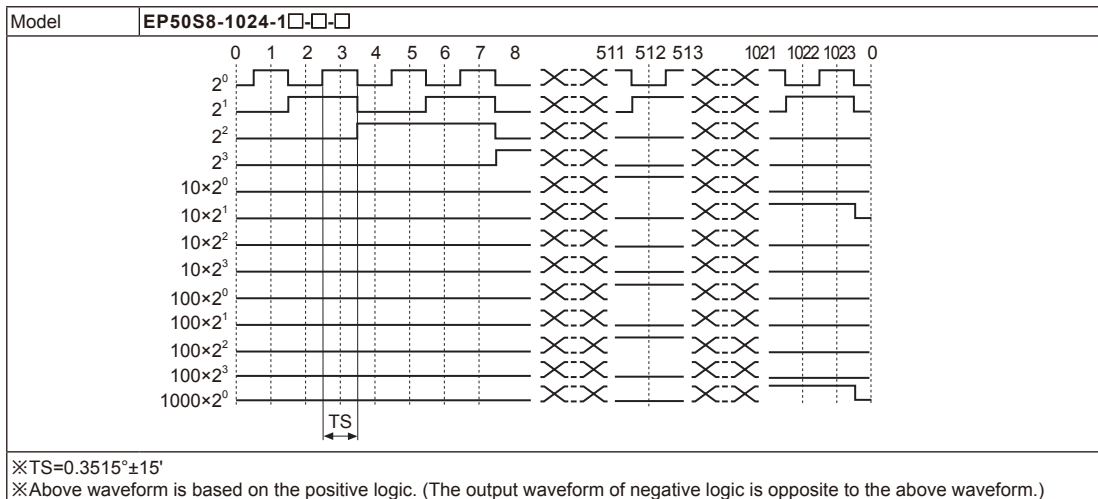 Model EP50S8-1024-1□-□-□
0 1 2 3 4 5 6 7 8 511 512 513 1021 1022 1023 0
2⁰
2¹
2²
2³
10×2⁰
10×2¹
10×2²
10×2³
100×2⁰
100×2¹
100×2²
100×2³
1000×2⁰
TS
※TS=0.3515°±15'
※Above waveform is based on the positive logic. (The output waveform of negative logic is opposite to the above waveform.)